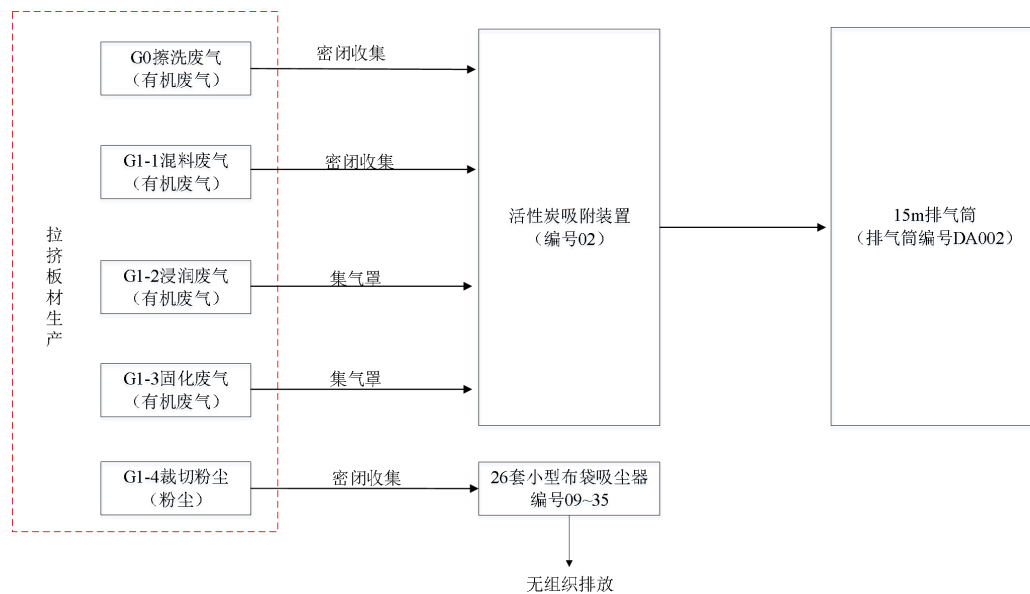 拉挤板材生产
G0擦洗废气
（有机废气）
密闭收集
G1-1混料废气
（有机废气）
密闭收集
G1-2浸润废气
（有机废气）
集气罩
G1-3固化废气
（有机废气）
集气罩
活性炭吸附装置
（编号02）
15m排气筒
（排气筒编号DA002）
G1-4裁切粉尘
（粉尘）
密闭收集
26套小型布袋吸尘器
编号09~35
无组织排放